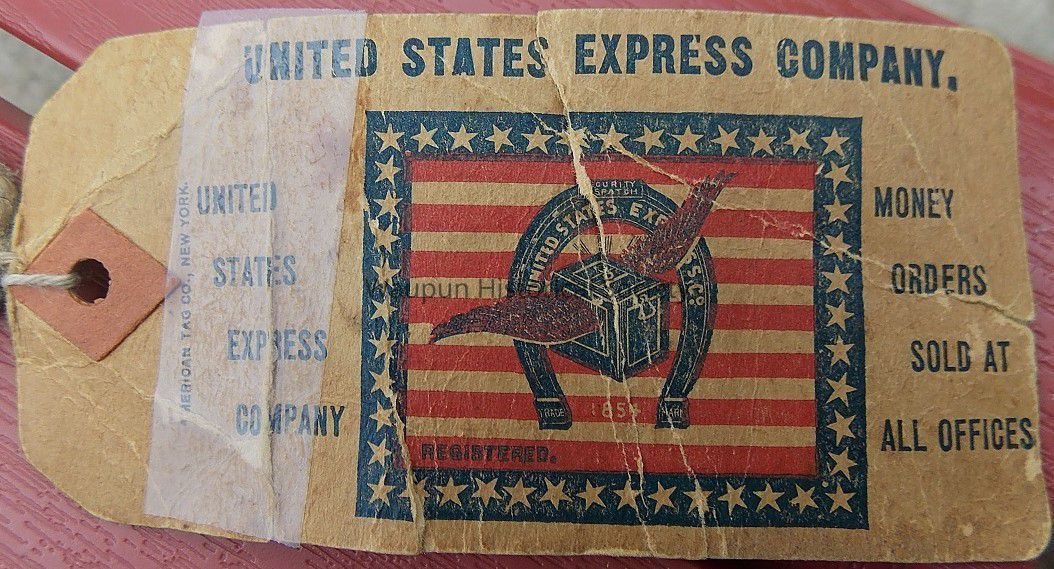 UNITED STATES EXPRESS COMPANY.
AMERICAN TAG CO., NEW YORK.
UNITED
STATES
EXPRESS
COMPANY
SECURITY
DISPATCH
UNITED STATES EXPRESS Co
TRADE 1854 MARK
REGISTERED.
MONEY
ORDERS
SOLD AT
ALL OFFICES